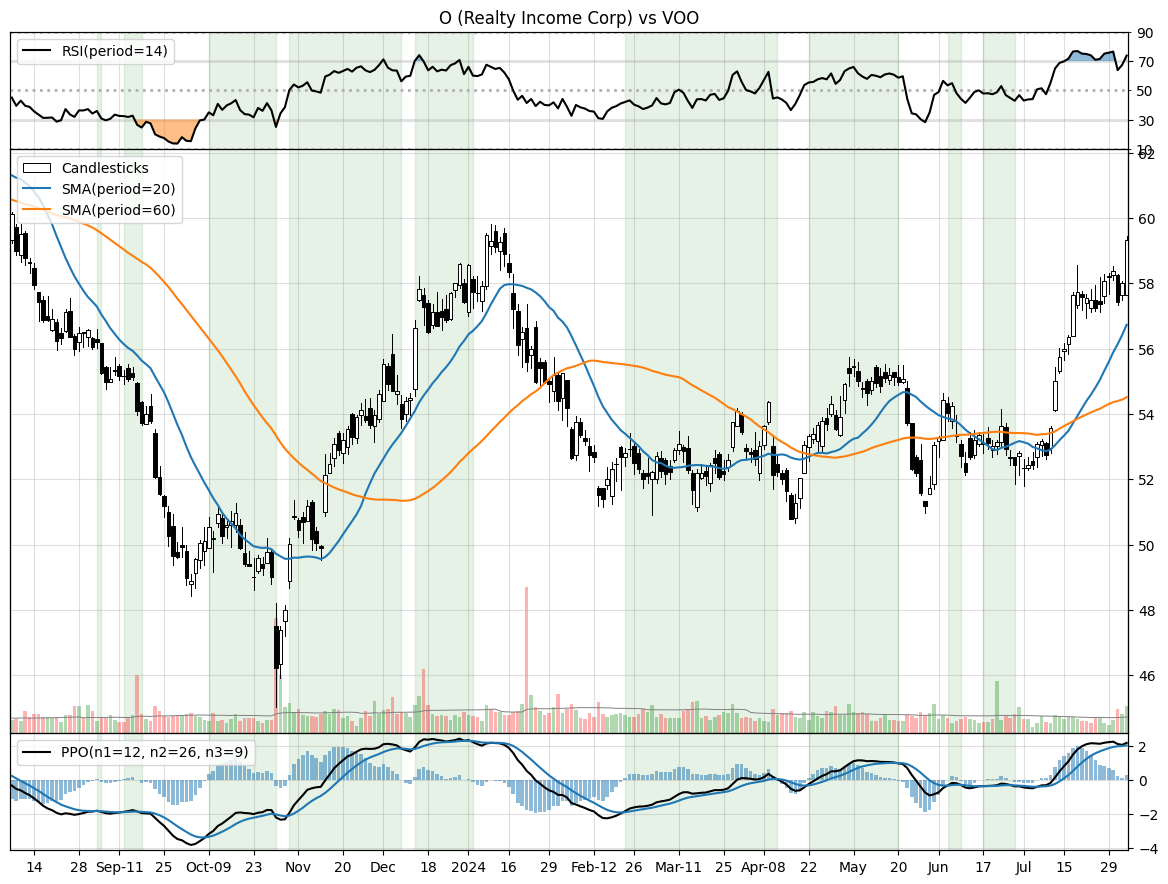 O (Realty Income Corp) vs VOO
RSI(period=14)
90
70
50
30
10
Candlesticks
SMA(period=20)
SMA(period=60)
62
60
58
56
54
52
50
48
46
PPO(n1=12, n2=26, n3=9)
2
0
−2
−4
14 28 Sep-11 25 Oct-09 23 Nov 20 Dec 18 2024 16 29 Feb-12 26 Mar-11 25 Apr-08 22 May 20 Jun 17 Jul 15 29